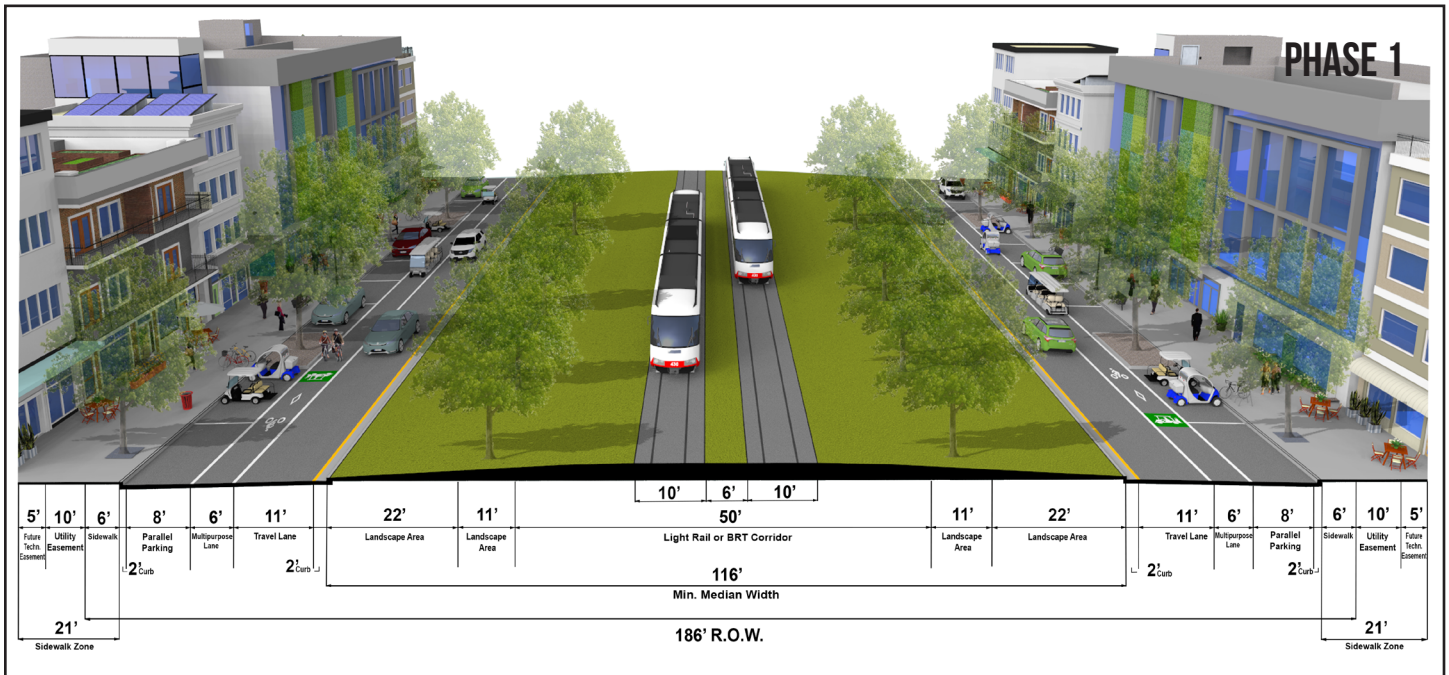 PHASE 1
10’ 6’ 10’
5’ 10’ 6’ 8’ 6’ 11’ 22’ 11’ 50’ 11’ 22’ 11’ 6’ 8’ 6’ 10’ 5’
Future Techn. Easement
Utility Easement
Sidewalk
Parallel Parking
Multipurpose Lane
Travel Lane
Landscape Area
Landscape Area
Light Rail or BRT Corridor
Landscape Area
Landscape Area
Travel Lane
Multipurpose Lane
Parallel Parking
Sidewalk
Utility Easement
Future Techn. Easement
2’ Curb
2’ Curb
2’ Curb
2’ Curb
116’
Min. Median Width
186’ R.O.W.
21’
Sidewalk Zone
21’
Sidewalk Zone